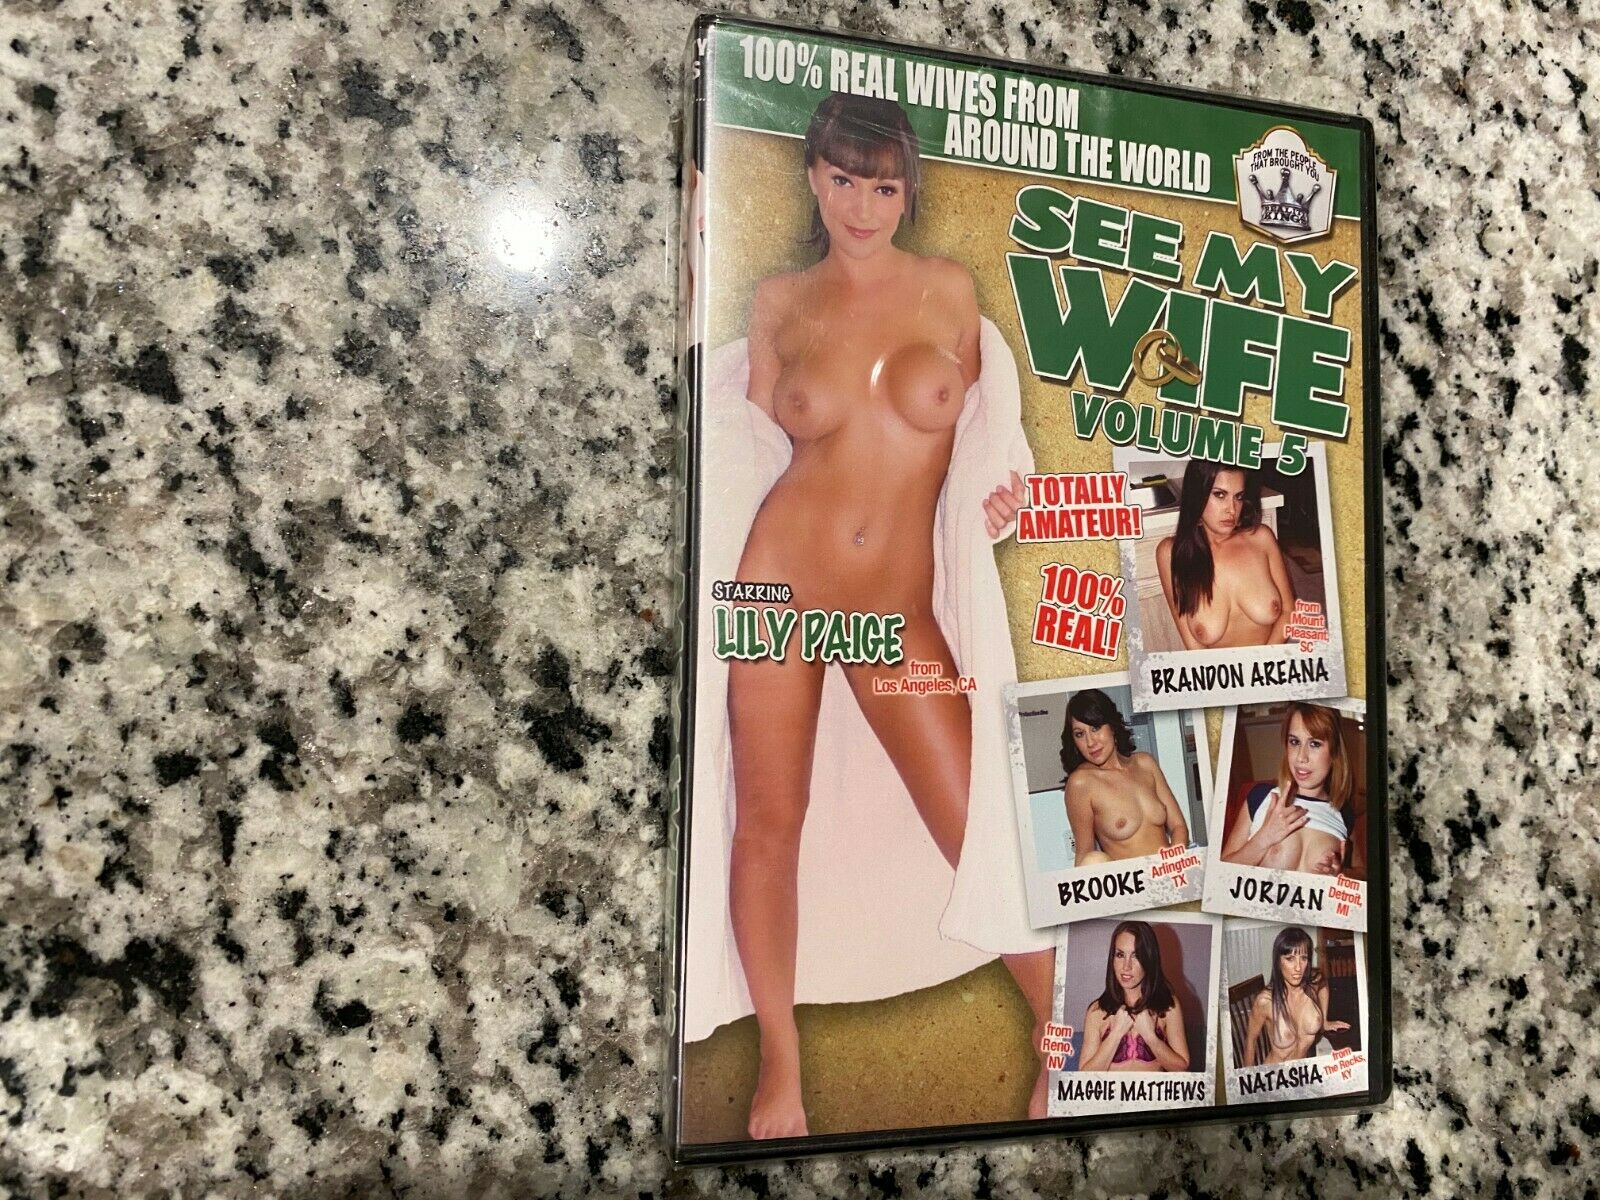 100% REAL WIVES FROM
AROUND THE WORLD
FROM THE PEOPLE
THAT BROUGHT YOU
REALITY
KINGS
SEE MY
WIFE
VOLUME 5
TOTALLY
AMATEUR!
100%
REAL!
STARRING
LILY PAIGE
from
Los Angeles, CA
from
Mount
Pleasant,
SC
BRANDON AREANA
BROOKE
from
Arlington,
TX
JORDAN
from
Detroit,
MI
from
Reno,
NV
MAGGIE MATTHEWS
NATASHA
from
The Rocks,
KY